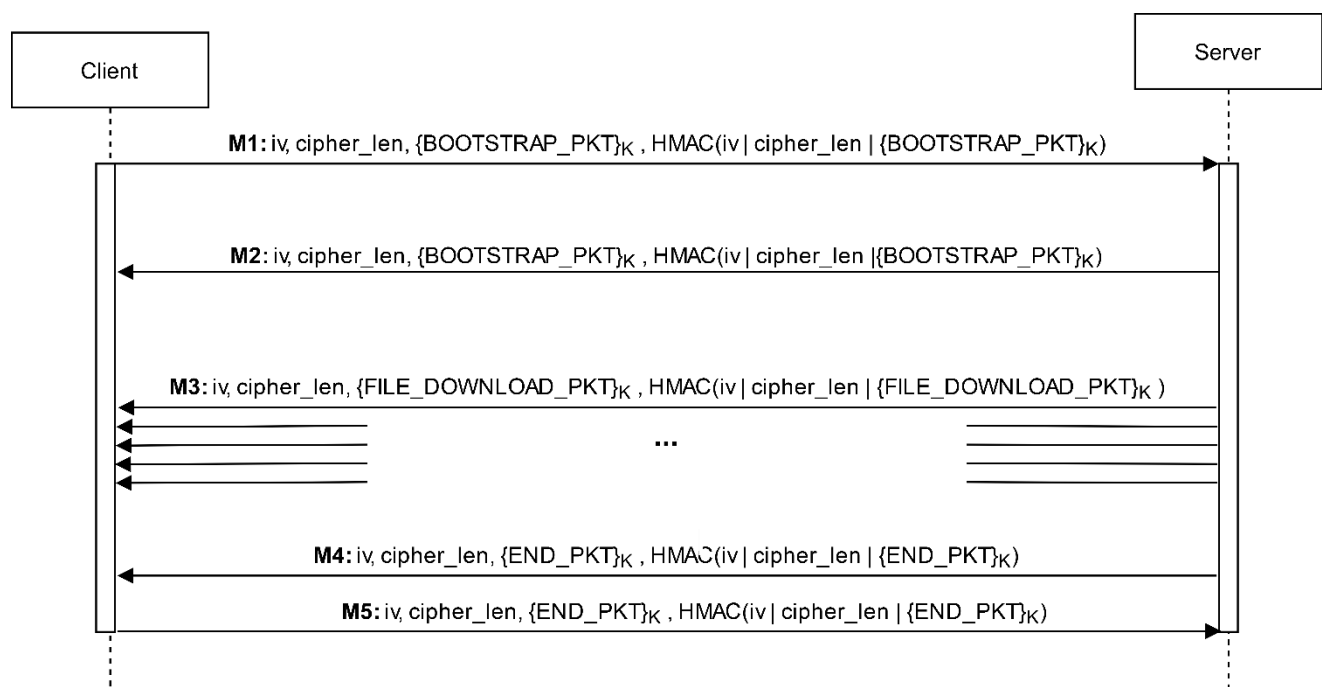 Client
Server
M1: iv, cipher_len, {BOOTSTRAP_PKT}K , HMAC(iv | cipher_len | {BOOTSTRAP_PKT}K)
M2: iv, cipher_len, {BOOTSTRAP_PKT}K , HMAC(iv | cipher_len |{BOOTSTRAP_PKT}K)
M3: iv, cipher_len, {FILE_DOWNLOAD_PKT}K , HMAC(iv | cipher_len | {FILE_DOWNLOAD_PKT}K )
...
M4: iv, cipher_len, {END_PKT}K , HMAC(iv | cipher_len | {END_PKT}K)
M5: iv, cipher_len, {END_PKT}K , HMAC(iv | cipher_len | {END_PKT}K)